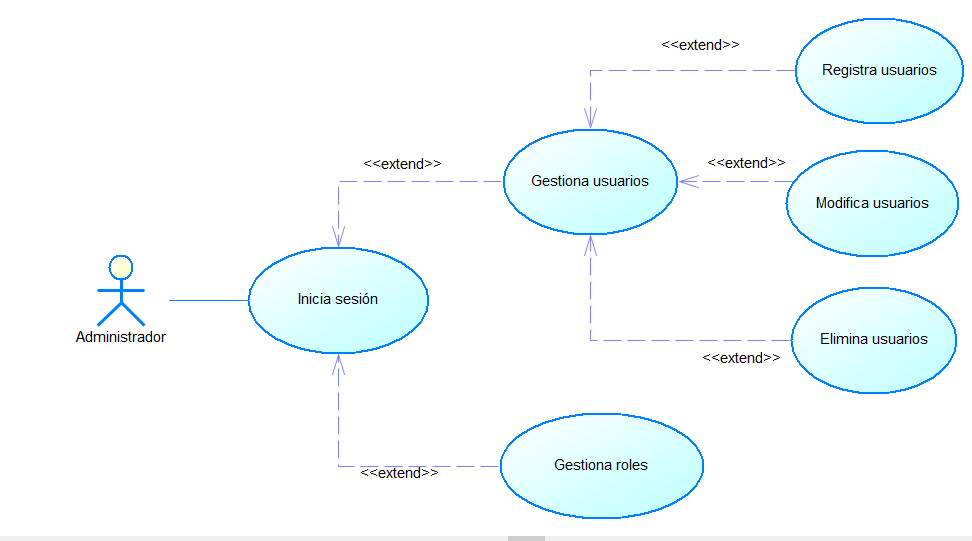 <<extend>>
Registra usuarios
<<extend>>
Gestiona usuarios
<<extend>>
Modifica usuarios
Inicia sesión
Administrador
Elimina usuarios
<<extend>>
Gestiona roles
<<extend>>